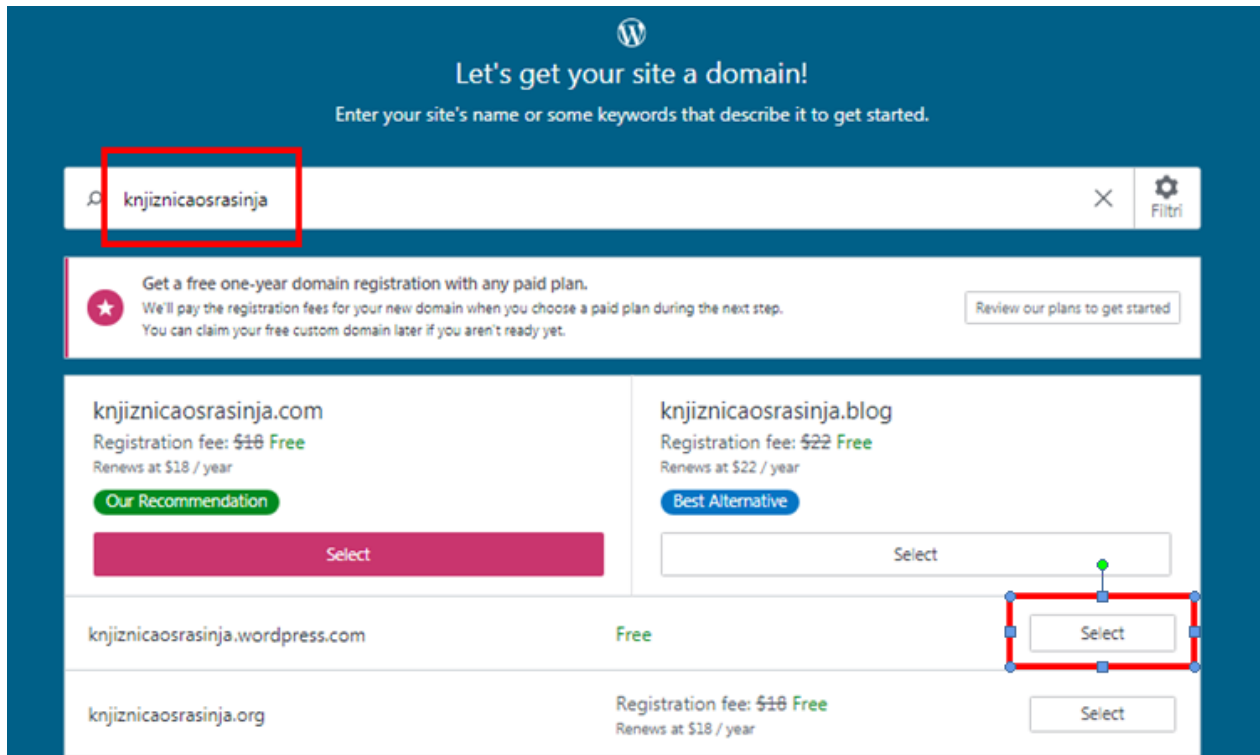 Let's get your site a domain!
Enter your site's name or some keywords that describe it to get started.
knjiznicaosrasinja
Filtri
Get a free one-year domain registration with any paid plan.
We'll pay the registration fees for your new domain when you choose a paid plan during the next step.
You can claim your free custom domain later if you aren't ready yet.
Review our plans to get started
knjiznicaosrasinja.com
Registration fee: $18 Free
Renews at $18 / year
Our Recommendation
Select
knjiznicaosrasinja.blog
Registration fee: $22 Free
Renews at $22 / year
Best Alternative
Select
knjiznicaosrasinja.wordpress.com
Free
Select
knjiznicaosrasinja.org
Registration fee: $18 Free
Renews at $18 / year
Select